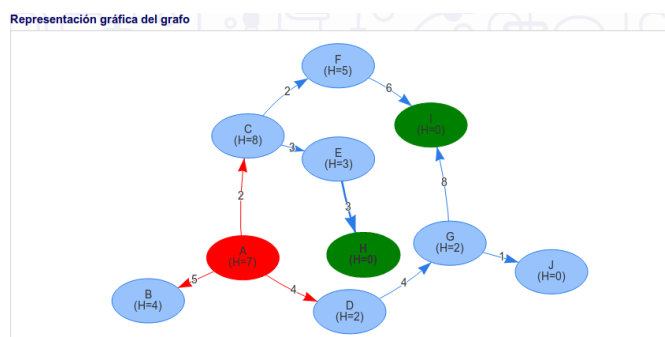 Representación gráfica del grafo
F
(H=5)
2
6
I
(H=0)
C
(H=8)
3
E
(H=3)
2
3
8
A
(H=7)
H
(H=0)
G
(H=2)
5
4
4
1
J
(H=0)
B
(H=4)
D
(H=2)